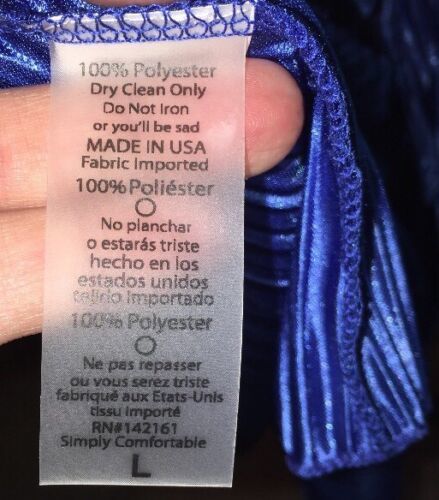 100% Polyester
Dry Clean Only
Do Not Iron
or you'll be sad
MADE IN USA
Fabric Imported
100% Poliéster
No planchar
o estarás triste
hecho en los
estados unidos
tejirio importado
100% Polyester
Ne pas repasser
ou vous serez triste
fabriqué aux Etats-Unis
tissu importé
RN#142161
Simply Comfortable
L